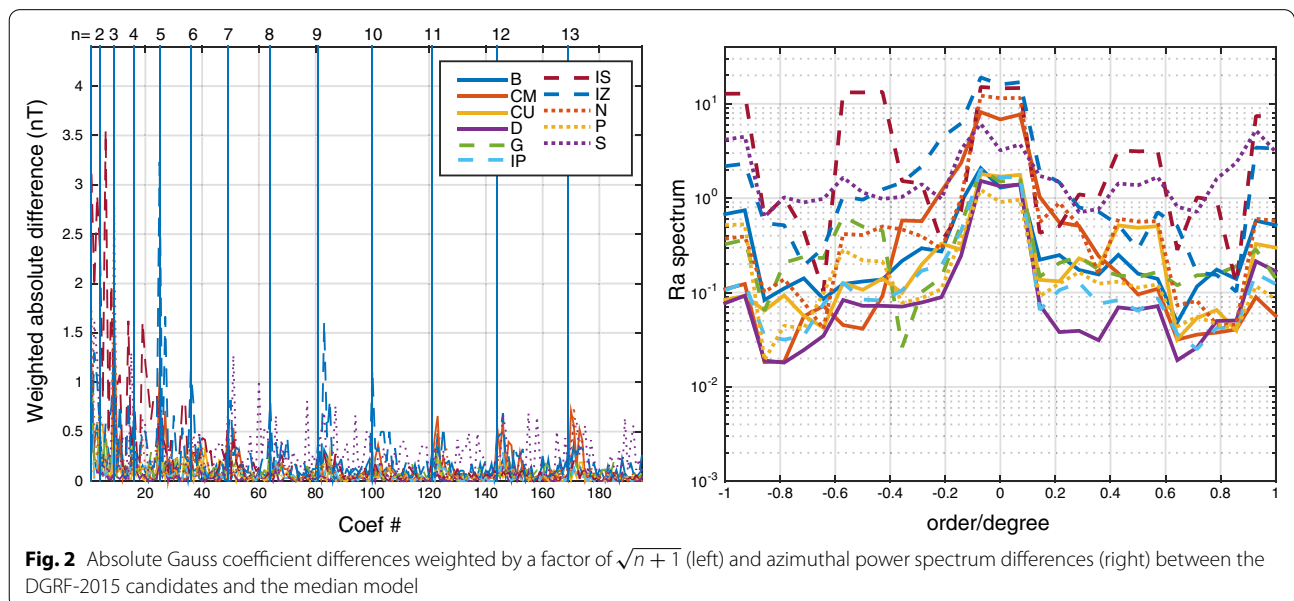 n= 2 3 4 5 6 7 8 9 10 11 12 13
Weighted absolute difference (nT)
4
3.5
3
2.5
2
1.5
1
0.5
0
20 40 60 80 100 120 140 160 180
Coef #
B
CM
CU
D
G
IP
IS
IZ
N
P
S
Ra spectrum
10^1
10^0
10^-1
10^-2
10^-3
-1 -0.8 -0.6 -0.4 -0.2 0 0.2 0.4 0.6 0.8 1
order/degree
Fig. 2 Absolute Gauss coefficient differences weighted by a factor of √n + 1 (left) and azimuthal power spectrum differences (right) between the
DGRF-2015 candidates and the median model